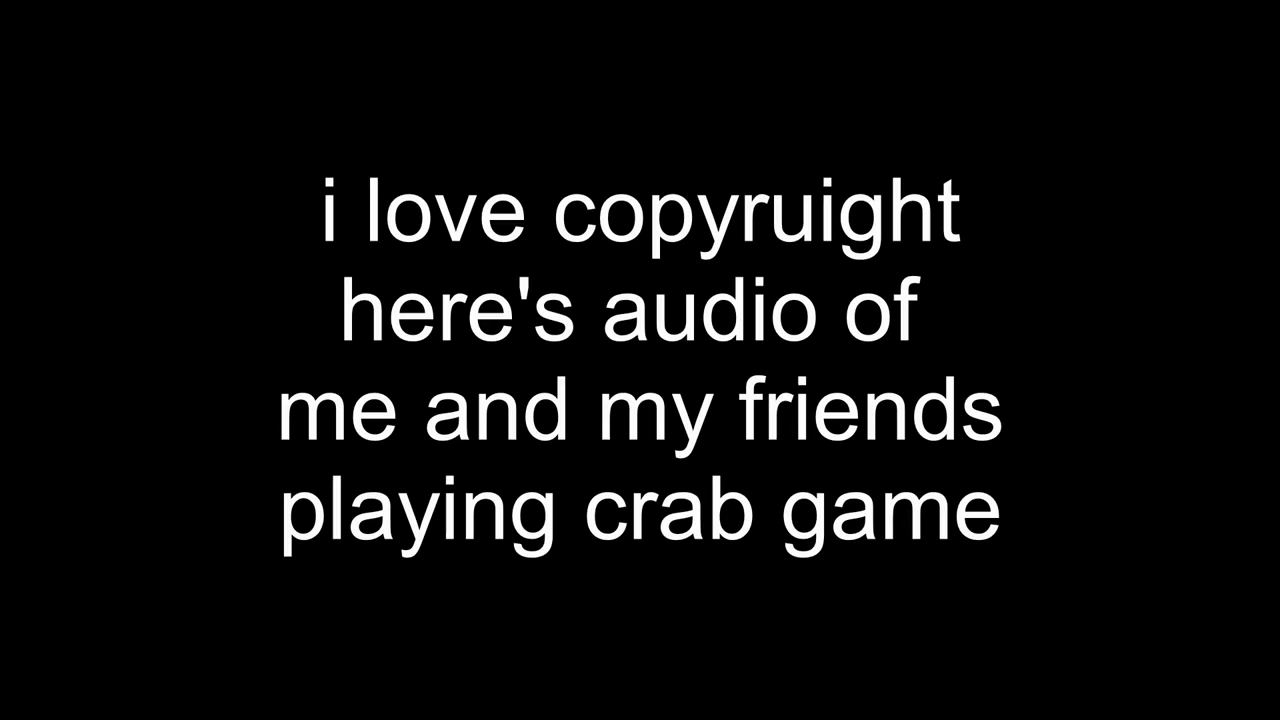 i love copyruight
here's audio of
me and my friends
playing crab game